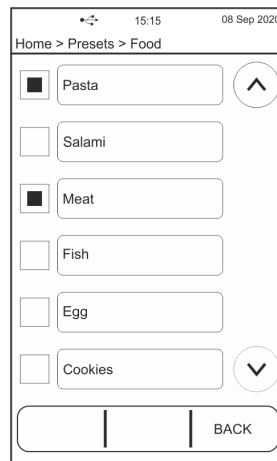 15:15 08 Sep 2020
Home > Presets > Food
Pasta
Salami
Meat
Fish
Egg
Cookies
BACK